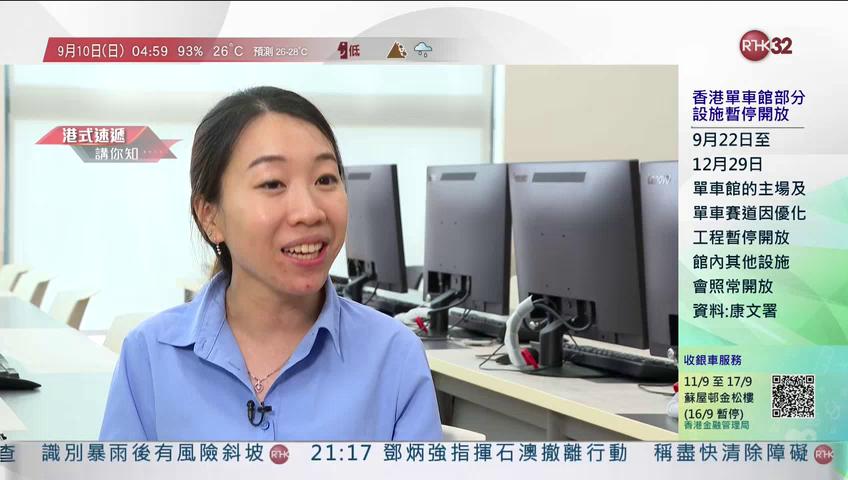 9月10日(日) 04:59 93% 26°C 預測 26-28°C 低
RTHK 32
港式速遞
講你知
lenovo
香港單車館部分
設施暫停開放
9月22日至
12月29日
單車館的主場及
單車賽道因優化
工程暫停開放
館內其他設施
會照常開放
資料:康文署
收銀車服務
11/9 至 17/9
蘇屋邨金松樓
(16/9 暫停)
香港金融管理局
查 識別暴雨後有風險斜坡 RTHK 21:17 鄧炳強指揮石澳撤離行動 稱盡快清除障礙 RTHK